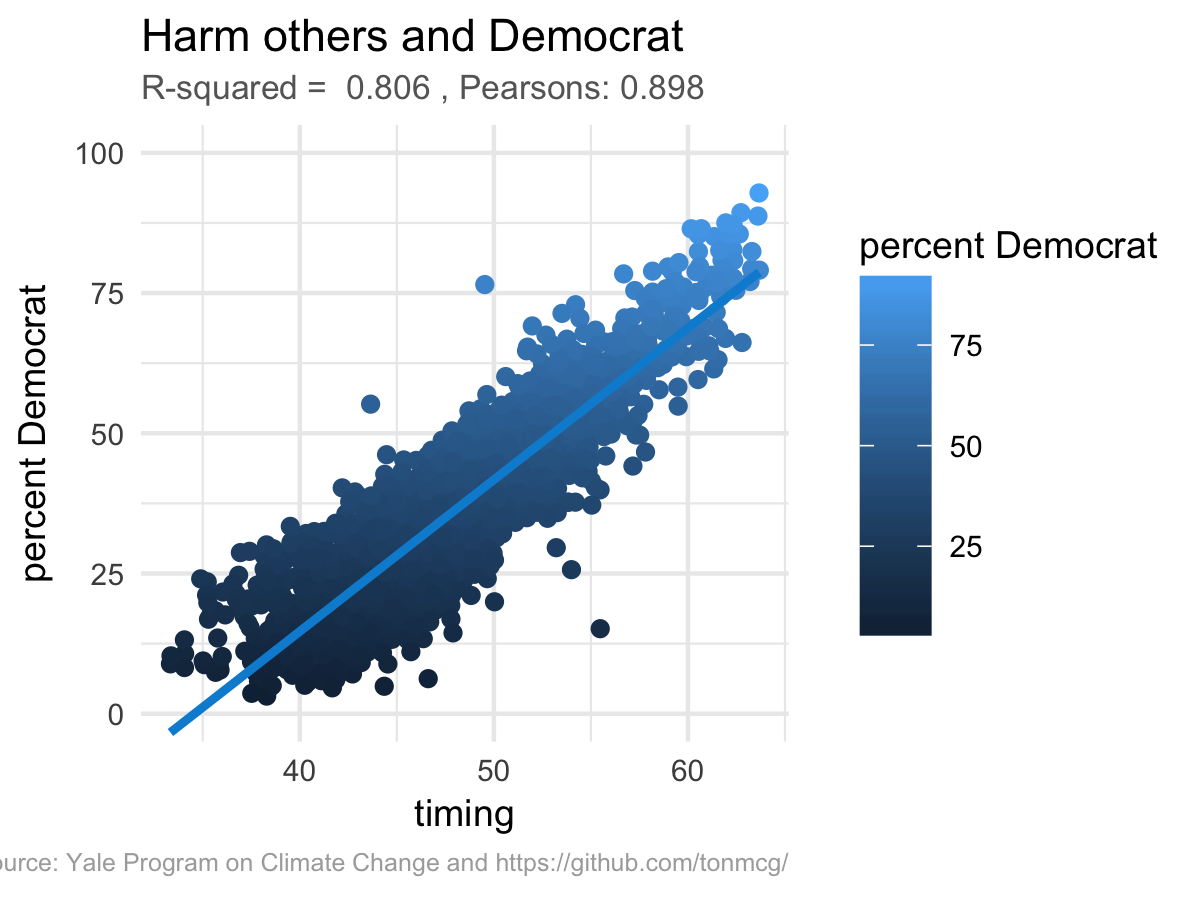 Harm others and Democrat
R-squared =  0.806 , Pearsons: 0.898
100
75
50
25
0
percent Democrat
40 50 60
timing
percent Democrat
75
50
25
ource: Yale Program on Climate Change and https://github.com/tonmcg/